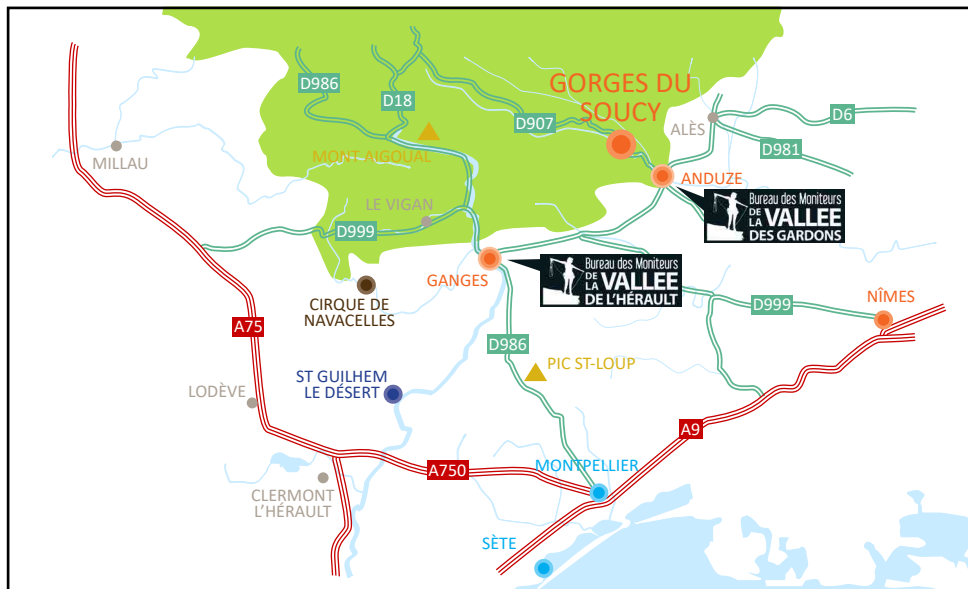 D986
D18
D907
GORGES DU
SOUCY
ALÈS
D6
D981
MILLAU
MONT AIGOUAL
ANDUZE
Bureau des Moniteurs
DE LA VALLEE
DES GARDONS
LE VIGAN
D999
GANGES
Bureau des Moniteurs
DE LA VALLEE
DE L'HÉRAULT
CIRQUE DE
NAVACELLES
NÎMES
D999
A75
D986
PIC ST-LOUP
ST GUILHEM
LE DÉSERT
LODÈVE
A9
A750
MONTPELLIER
CLERMONT
L'HÉRAULT
SÈTE